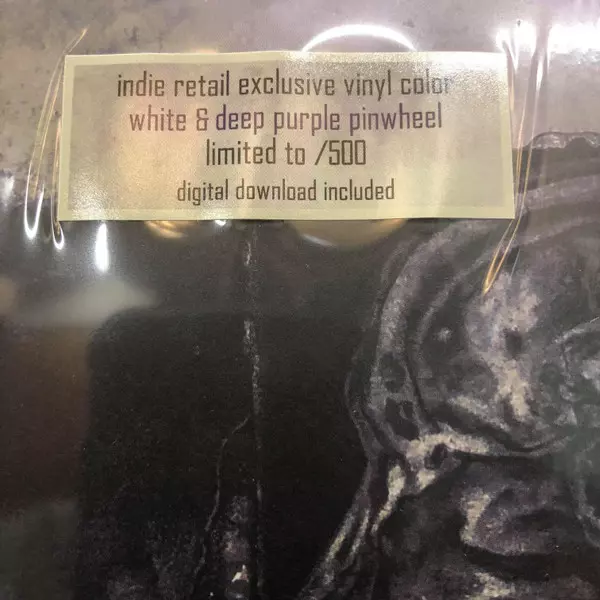 indie retail exclusive vinyl color
white & deep purple pinwheel
limited to /500
digital download included